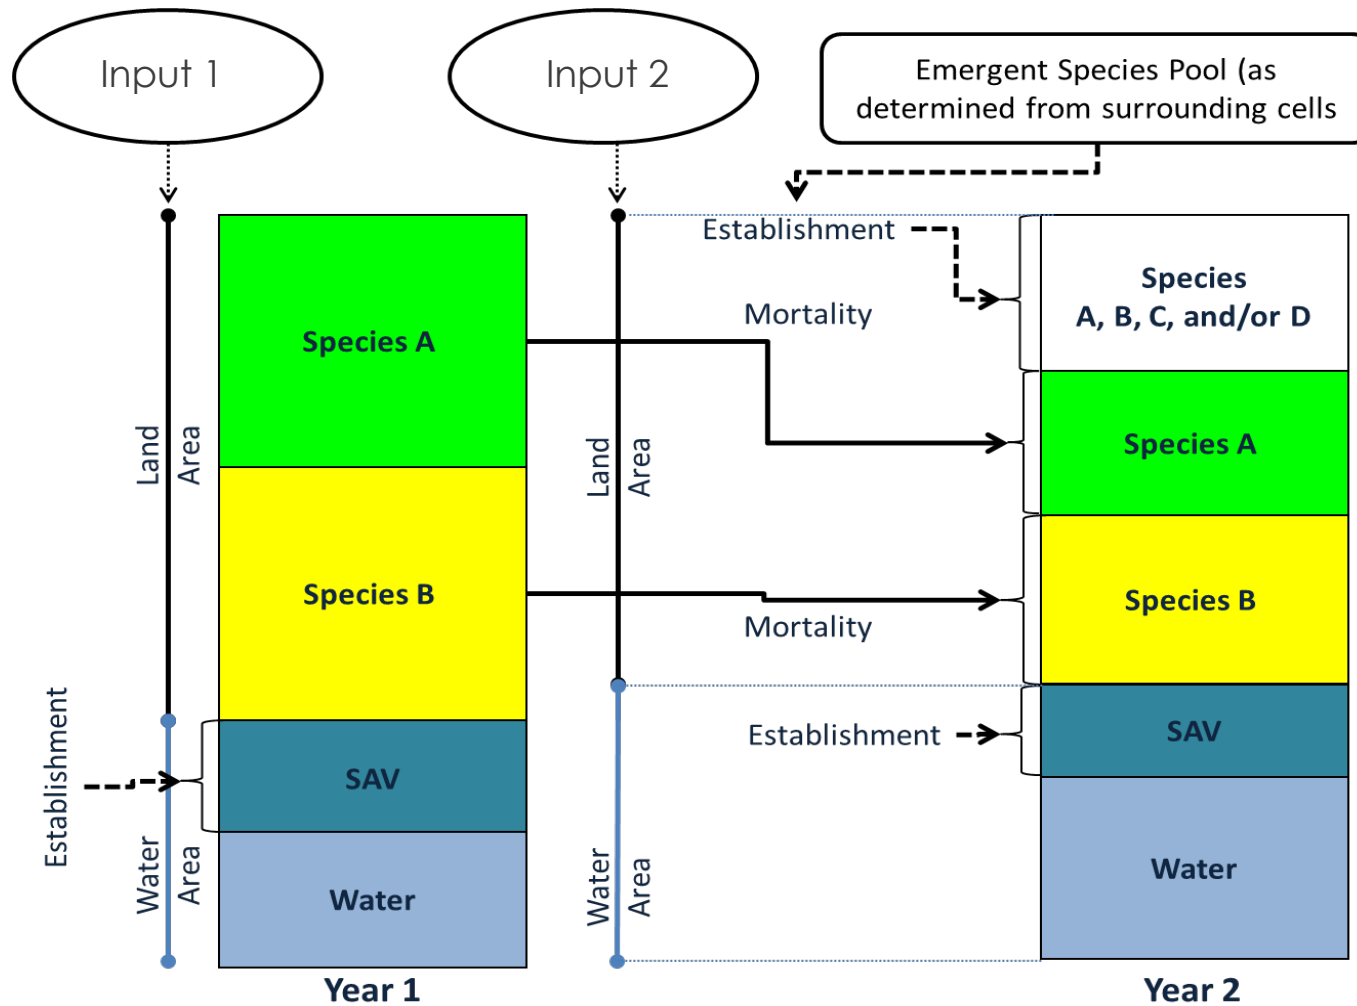 Input 1
Input 2
Emergent Species Pool (as
determined from surrounding cells
Establishment
Species
A, B, C, and/or D
Mortality
Species A
Species A
Land
Area
Land
Area
Species B
Species B
Mortality
Establishment
SAV
Establishment
SAV
Water
Area
Water
Area
Water
Water
Year 1
Year 2